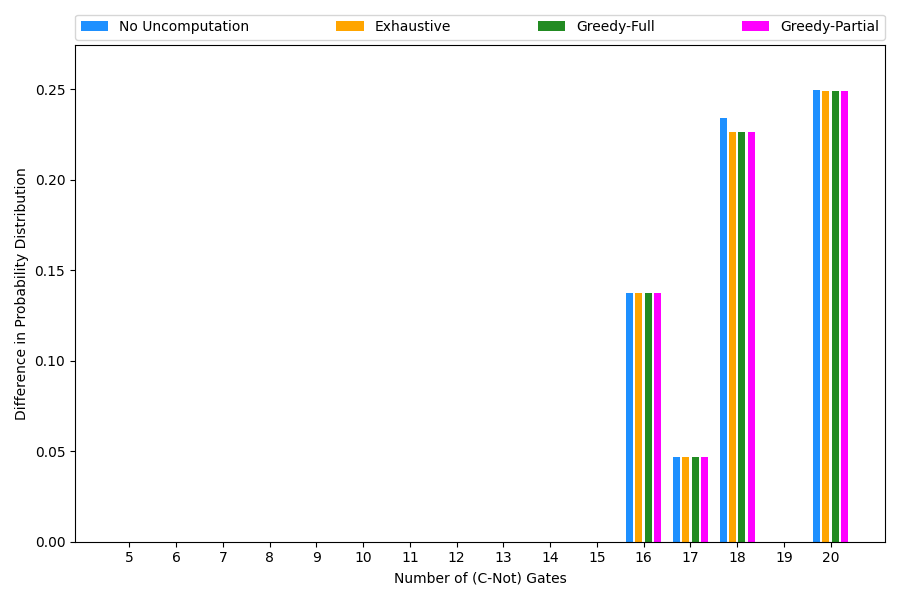 No Uncomputation Exhaustive Greedy-Full Greedy-Partial
Difference in Probability Distribution
0.25
0.20
0.15
0.10
0.05
0.00
5 6 7 8 9 10 11 12 13 14 15 16 17 18 19 20
Number of (C-Not) Gates